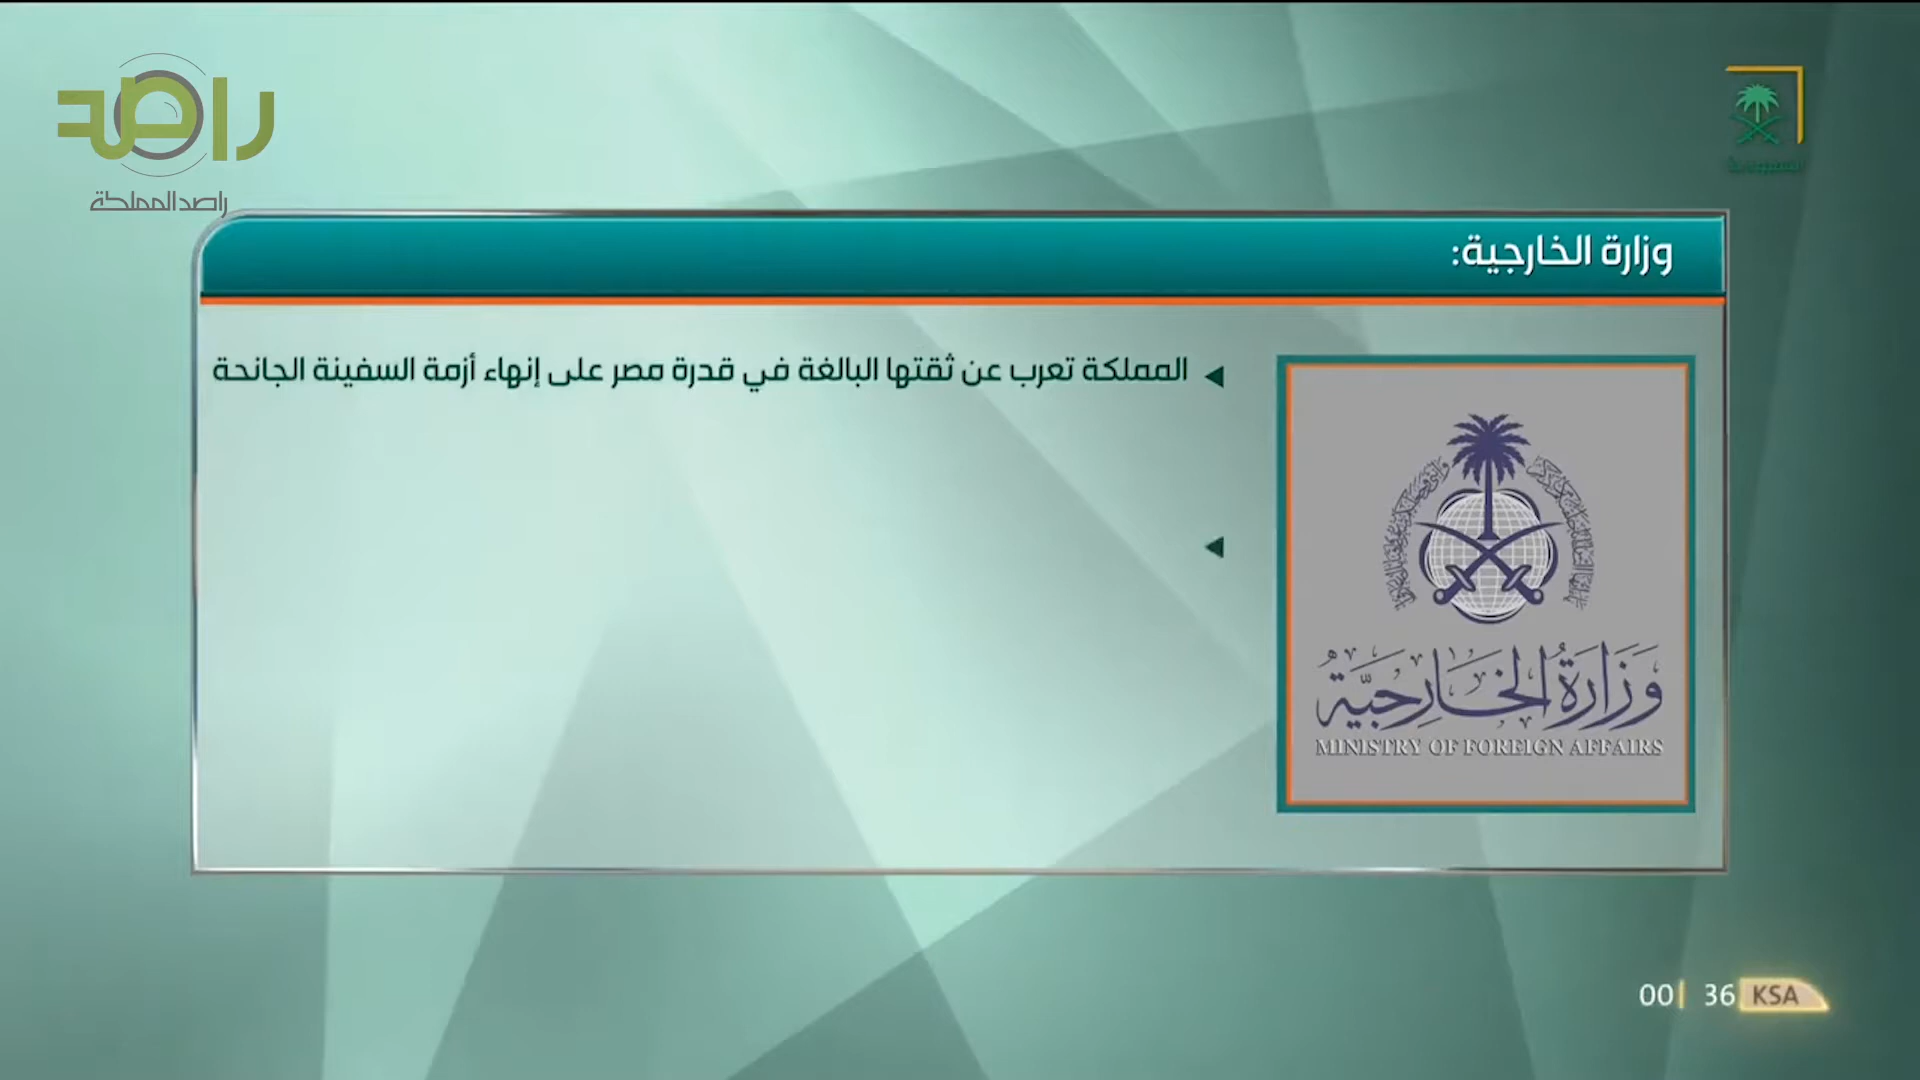 راصد
راصد المملكة
السعودية
وزارة الخارجية:
المملكة تعرب عن ثقتها البالغة في قدرة مصر على إنهاء أزمة السفينة الجانحة
وزارة الخارجية
MINISTRY OF FOREIGN AFFAIRS
00 36 KSA